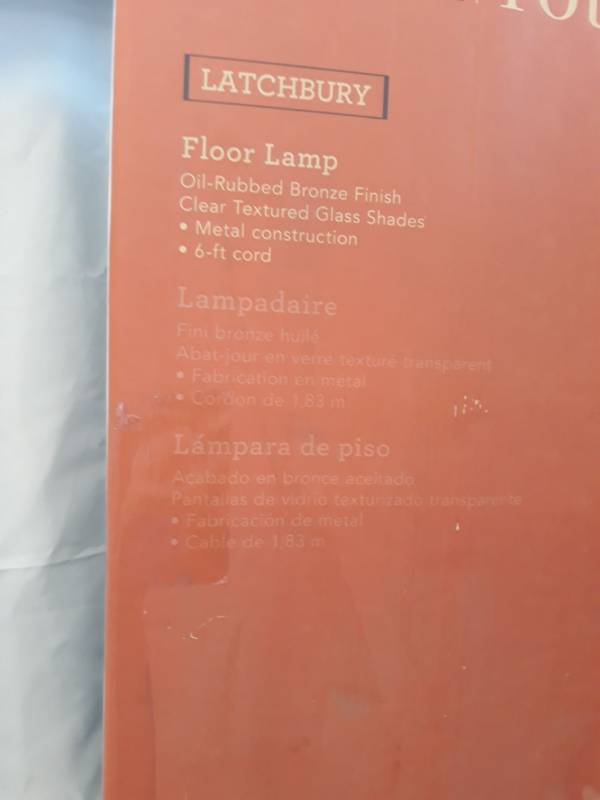 LATCHBURY
Floor Lamp
Oil-Rubbed Bronze Finish
Clear Textured Glass Shades
• Metal construction
• 6-ft cord
Lampadaire
Fini bronze huilé
Abat-jour en verre texturé transparent
• Fabrication en métal
• Cordon de 1,83 m
Lámpara de piso
Acabado en bronce aceitado
Pantallas de vidrio texturizado transparente
• Fabricación de metal
• Cable de 1,83 m